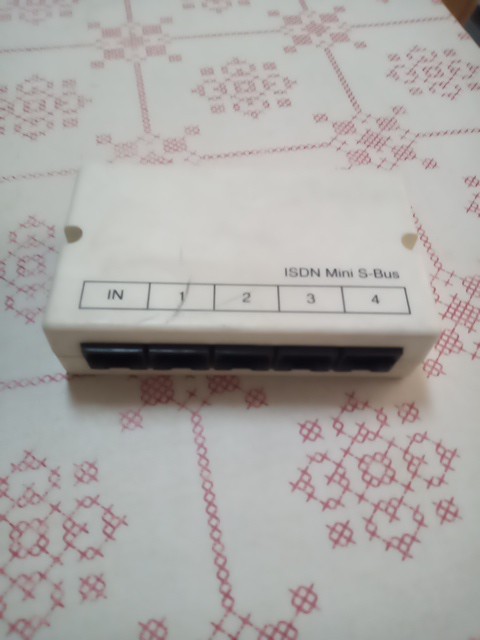 ISDN Mini S-Bus
IN 1 2 3 4